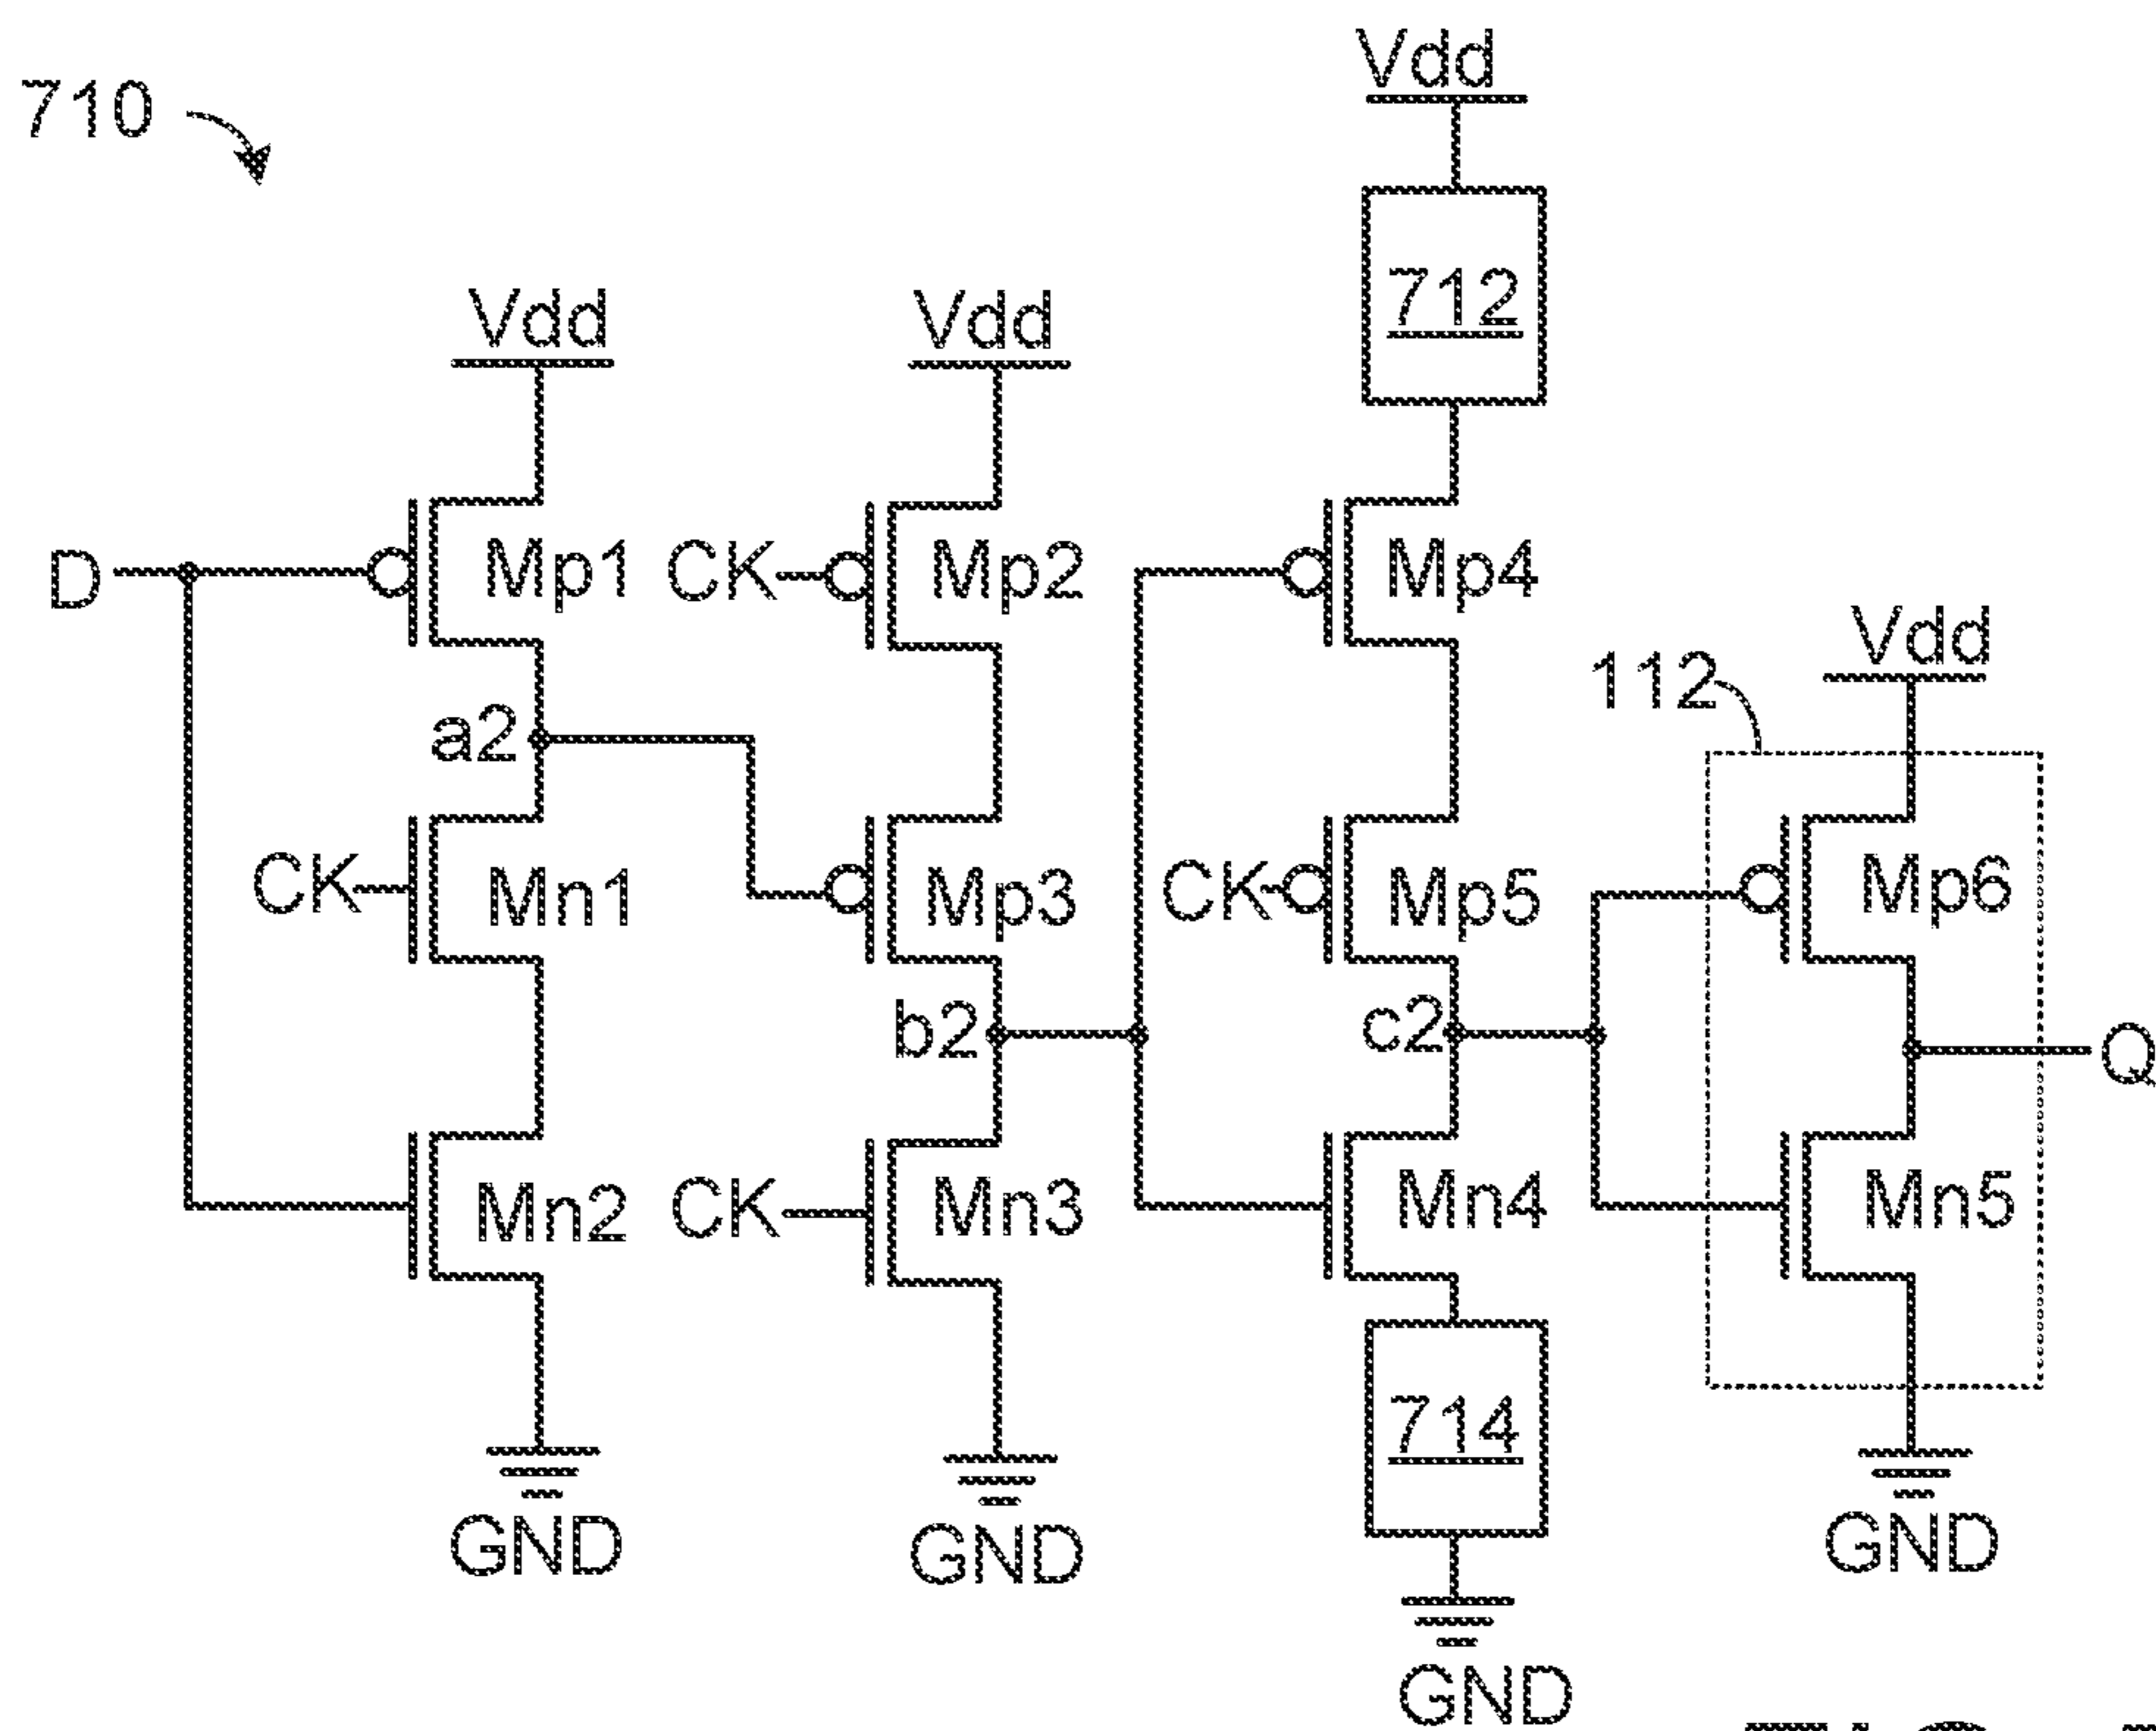 710
Vdd
712
Vdd
Vdd
D
Mp1
CK
Mp2
Mp4
Vdd
112
a2
CK
Mn1
Mp3
CK
Mp5
Mp6
b2
c2
Q
Mn2
CK
Mn3
Mn4
Mn5
714
GND
GND
GND
GND